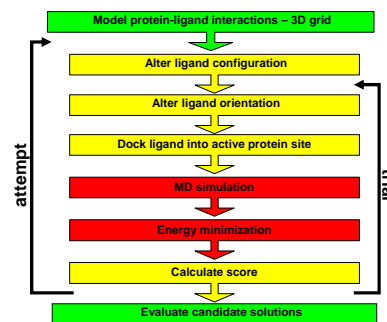 Model protein-ligand interactions – 3D grid
Alter ligand configuration
Alter ligand orientation
Dock ligand into active protein site
MD simulation
Energy minimization
Calculate score
Evaluate candidate solutions
attempt